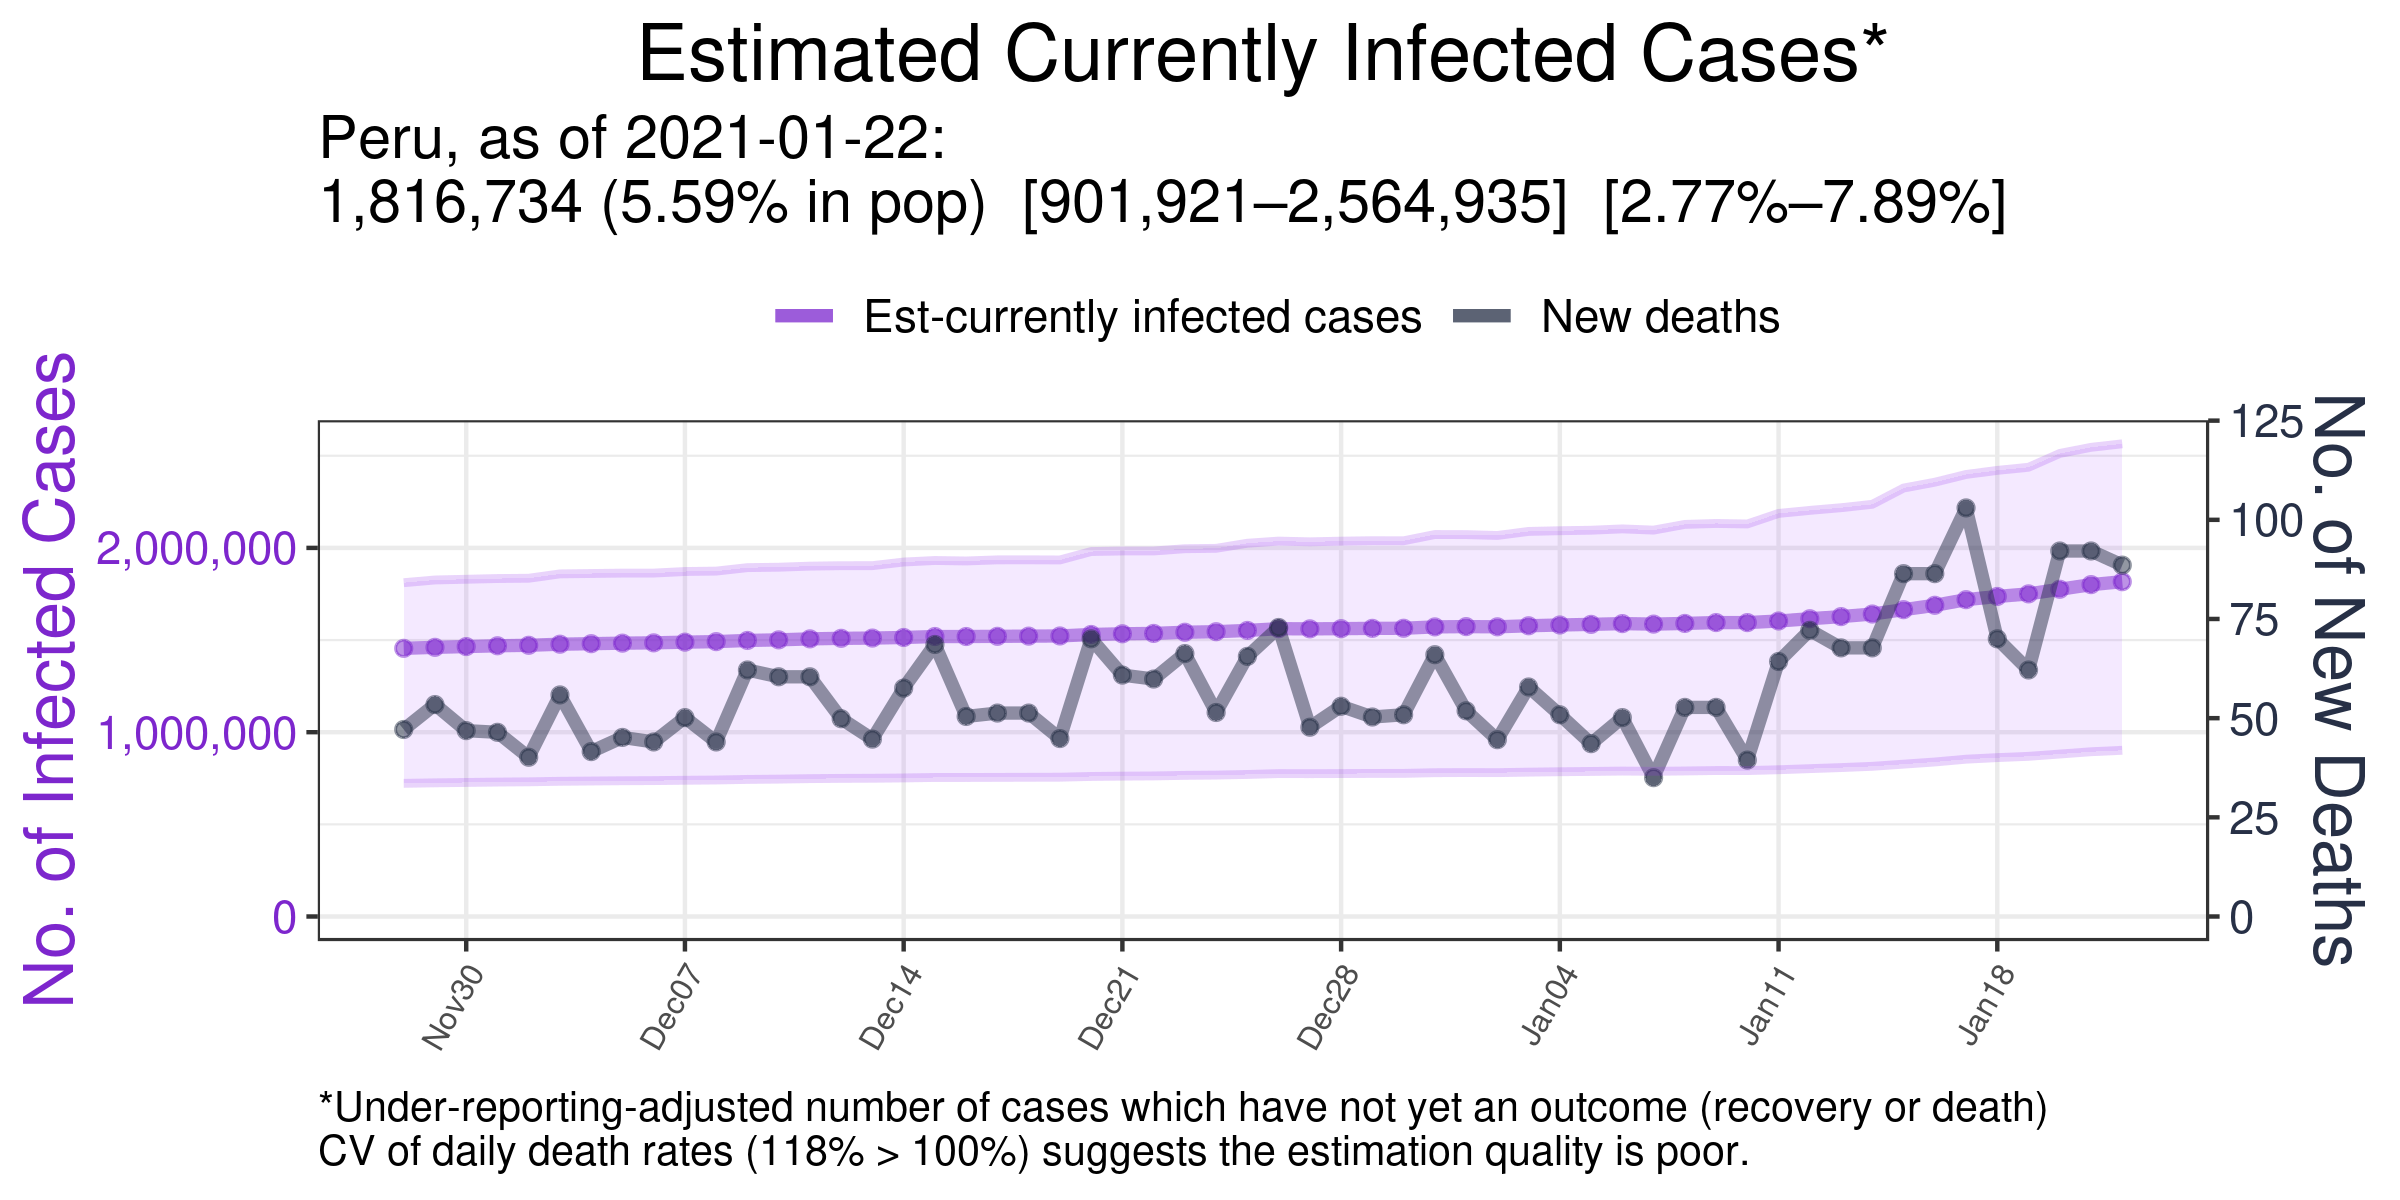 Estimated Currently Infected Cases*
Peru, as of 2021-01-22:
1,816,734 (5.59% in pop)  [901,921–2,564,935]  [2.77%–7.89%]
Est-currently infected cases
New deaths
No. of Infected Cases
2,000,000
1,000,000
0
125
100
75
50
25
0
No. of New Deaths
Nov30
Dec07
Dec14
Dec21
Dec28
Jan04
Jan11
Jan18
*Under-reporting-adjusted number of cases which have not yet an outcome (recovery or death)
CV of daily death rates (118% > 100%) suggests the estimation quality is poor.